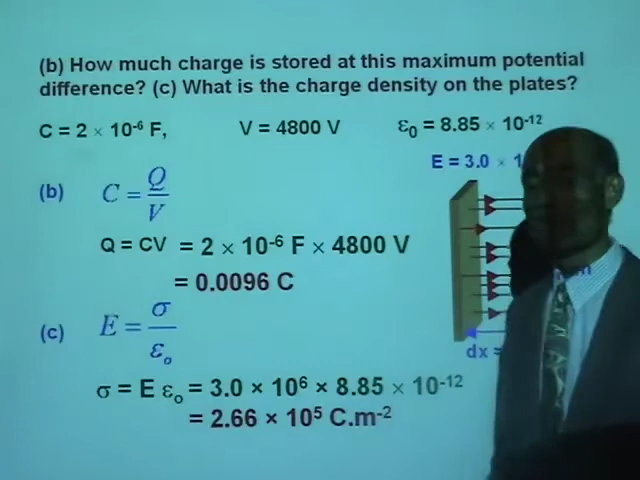 (b) How much charge is stored at this maximum potential
difference? (c) What is the charge density on the plates?
C = 2 × 10⁻⁶ F, V = 4800 V ε₀ = 8.85 × 10⁻¹²
E = 3.0 × 1
(b) C = Q/V
Q = CV = 2 × 10⁻⁶ F × 4800 V
= 0.0096 C
(c) E = σ/εₒ
σ = E εₒ = 3.0 × 10⁶ × 8.85 × 10⁻¹²
= 2.66 × 10⁵ C.m⁻²
dx =